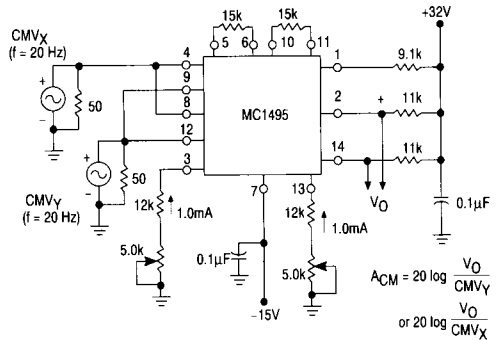 15k 15k
+32V
CMVX
(f = 20 Hz)
4 5 6 10 11 1 9.1k
9
+ 8 2 + 11k
50 MC1495
–
12 14 11k
+ 3
CMVY
(f = 20 Hz)
50 7 13 VO
–
12k 1.0mA 12k 1.0mA 0.1µF
5.0k 0.1µF 5.0k
–15V
ACM = 20 log VO
CMVY
or 20 log VO
CMVX